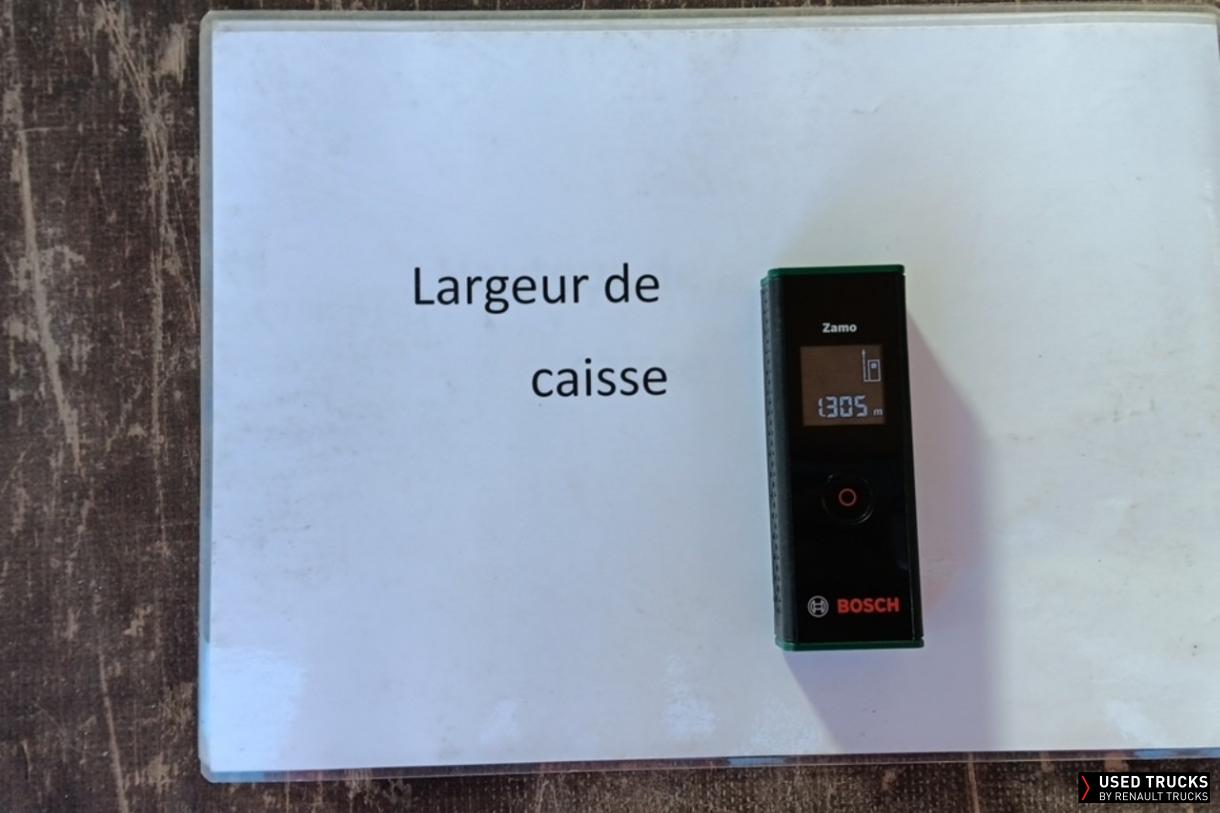 Largeur de
caisse
Zamo
1.305 m
BOSCH
USED TRUCKS
BY RENAULT TRUCKS